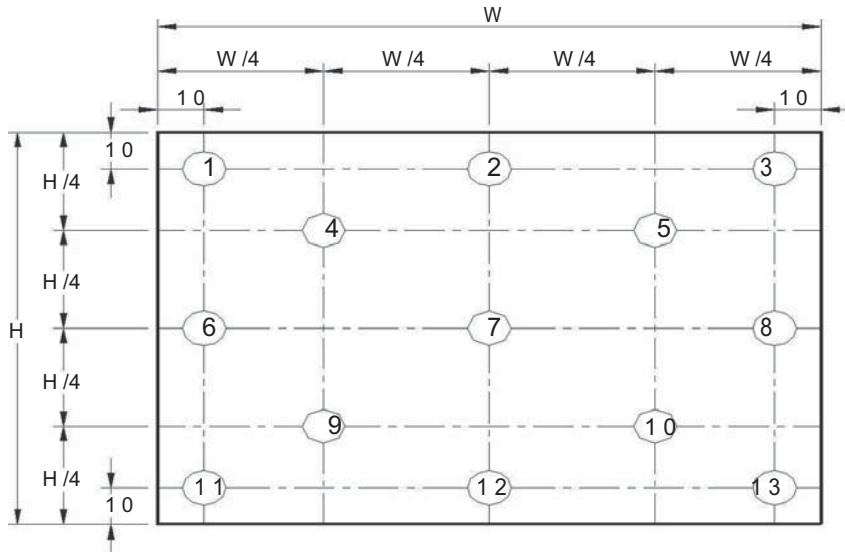 W
W /4 W /4 W /4 W /4
1 0 1 0
1 0
H /4
1 2 3
4 5
H /4
H
6 7 8
H /4
9 1 0
H /4
1 1 1 2 1 3
1 0